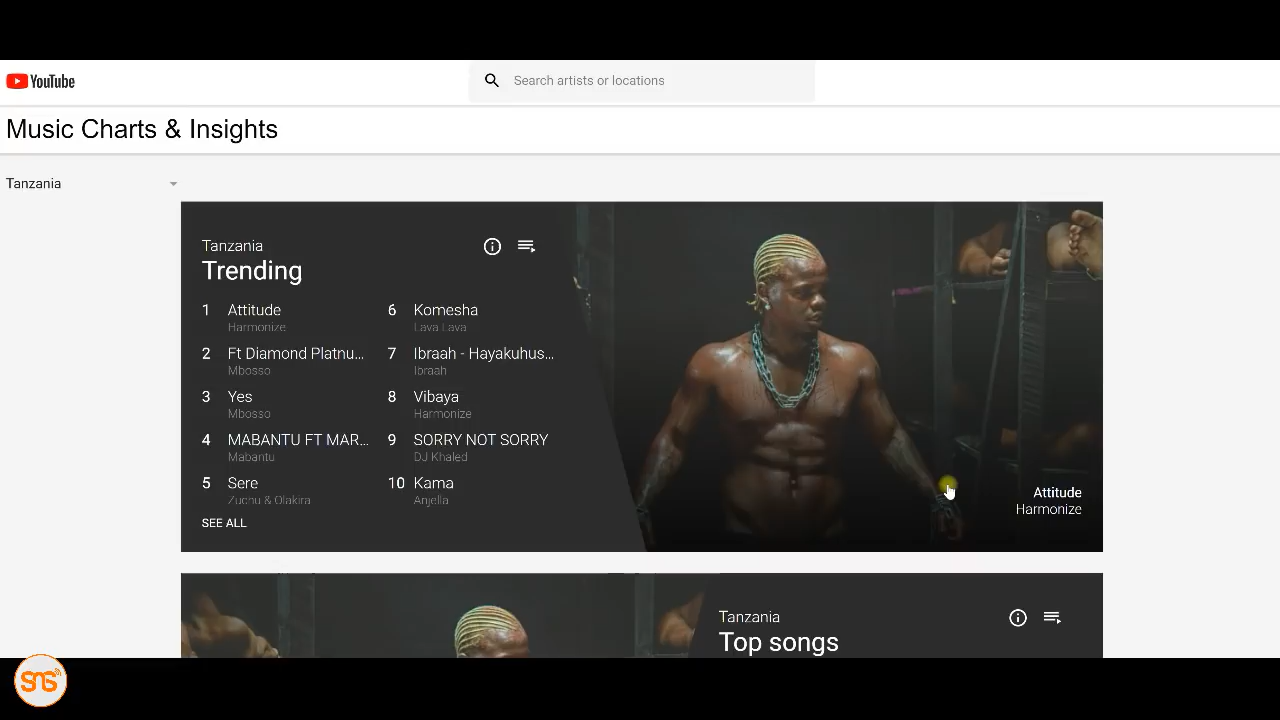 YouTube
Search artists or locations
Music Charts & Insights
Tanzania
Tanzania
Trending
1 Attitude
Harmonize
2 Ft Diamond Platnu...
Mbosso
3 Yes
Mbosso
4 MABANTU FT MAR...
Mabantu
5 Sere
Zuchu & Olakira
SEE ALL
6 Komesha
Lava Lava
7 Ibraah - Hayakuhus...
Ibraah
8 Vibaya
Harmonize
9 SORRY NOT SORRY
DJ Khaled
10 Kama
Anjella
Attitude
Harmonize
Tanzania
Top songs
SNS